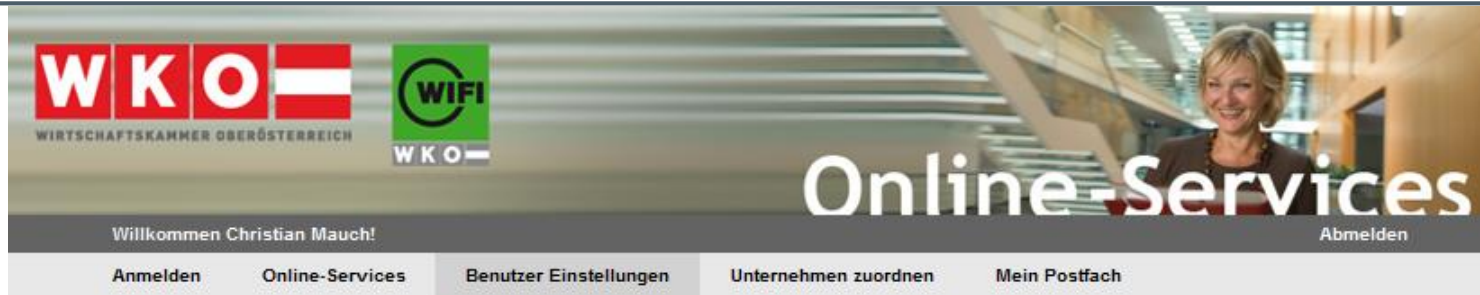 WKO
WIRTSCHAFTSKAMMER OBERÖSTERREICH
WIFI
WKO
Online-Services
Willkommen Christian Mauch!
Abmelden
Anmelden Online-Services Benutzer Einstellungen Unternehmen zuordnen Mein Postfach